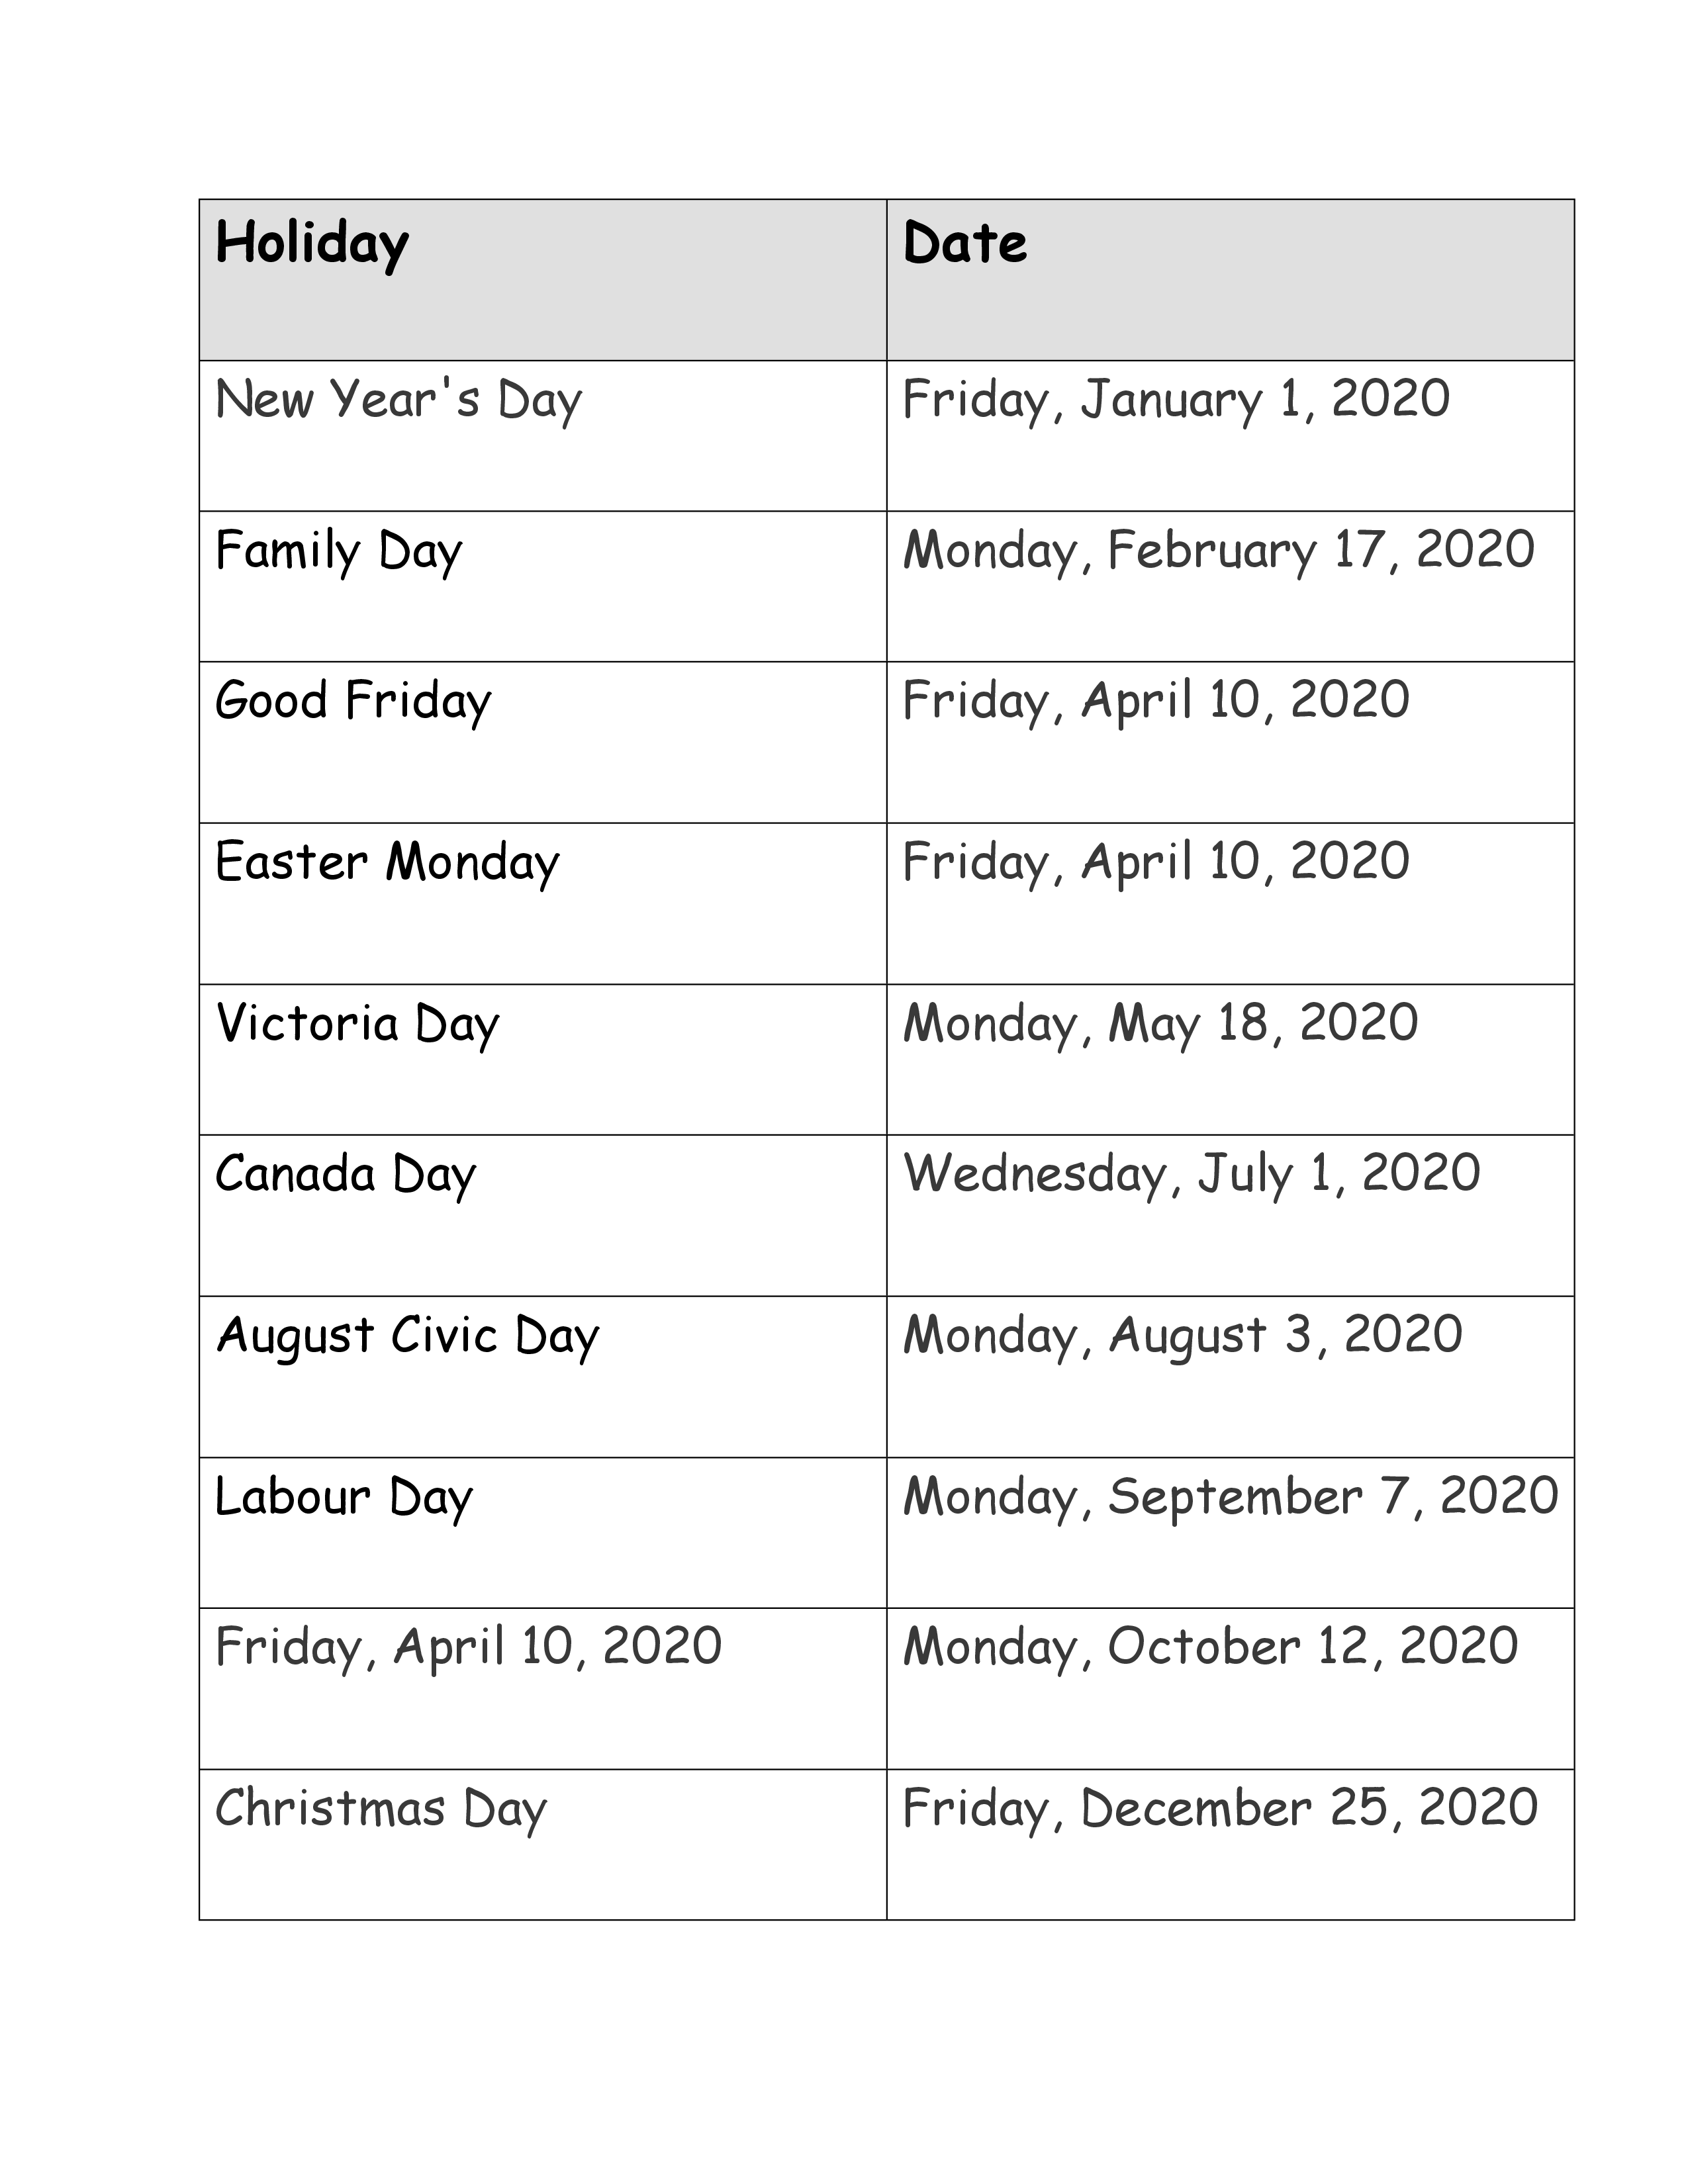 Holiday Date
New Year's Day Friday, January 1, 2020
Family Day Monday, February 17, 2020
Good Friday Friday, April 10, 2020
Easter Monday Friday, April 10, 2020
Victoria Day Monday, May 18, 2020
Canada Day Wednesday, July 1, 2020
August Civic Day Monday, August 3, 2020
Labour Day Monday, September 7, 2020
Friday, April 10, 2020 Monday, October 12, 2020
Christmas Day Friday, December 25, 2020